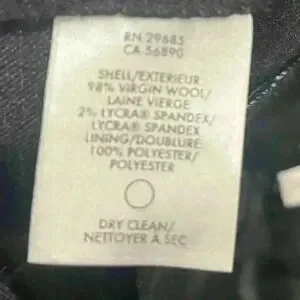 RN 29685
CA 56890
SHELL/EXTERIEUR
98% VIRGIN WOOL/
LAINE VIERGE
2% LYCRA® SPANDEX/
LYCRA® SPANDEX
LINING/DOUBLURE
100% POLYESTER/
POLYESTER
DRY CLEAN/
NETTOYER A SEC